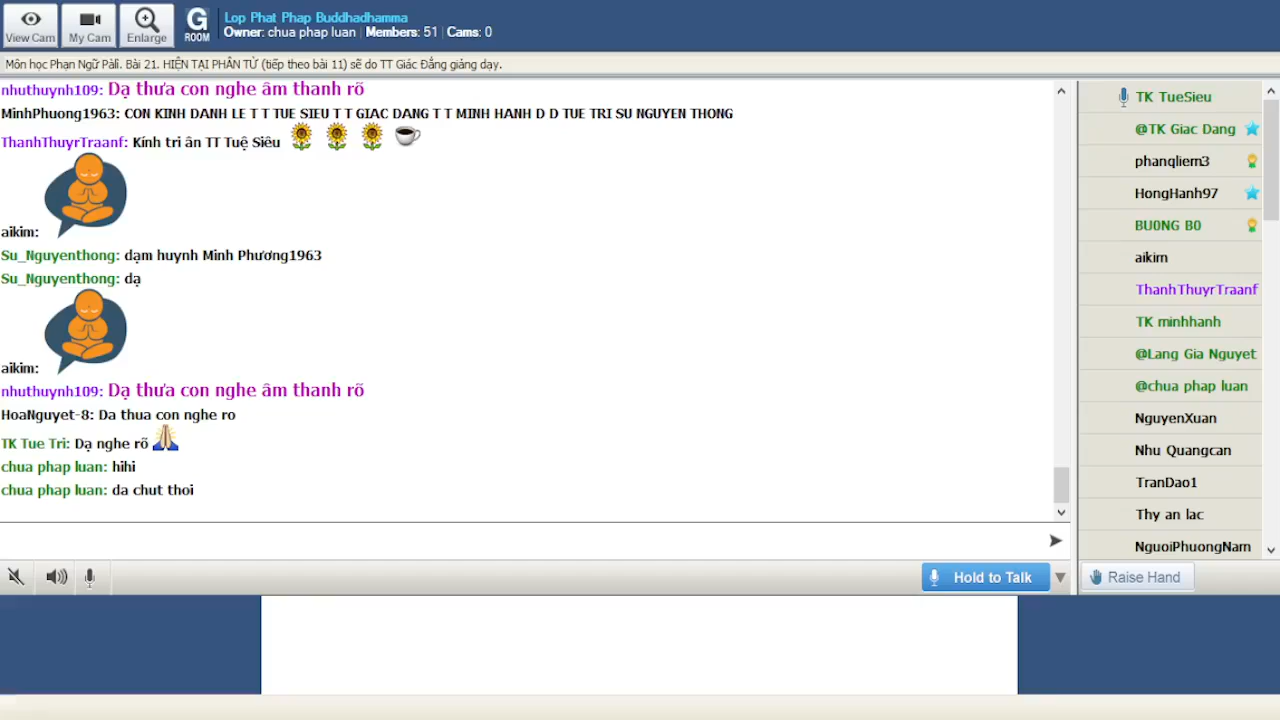 View Cam
My Cam
Enlarge
G
ROOM
Lop Phat Phap Buddhadhamma
Owner: chua phap luan | Members: 51 | Cams: 0
Môn học Phạn Ngữ Pāli. Bài 21. HIỆN TẠI PHÂN TỪ (tiếp theo bài 11) sẽ do TT Giác Đẳng giảng dạy.
nhuthuynh109: Dạ thưa con nghe âm thanh rõ
MinhPhuong1963: CON KINH DANH LE T T TUE SIEU T T GIAC DANG T T MINH HANH D D TUE TRI SU NGUYEN THONG
ThanhThuyrTraanf: Kính tri ân TT Tuệ Siêu
aikim:
Su_Nguyenthong: dạm huynh Minh Phương1963
Su_Nguyenthong: dạ
aikim:
nhuthuynh109: Dạ thưa con nghe âm thanh rõ
HoaNguyet-8: Da thua con nghe ro
TK Tue Tri: Dạ nghe rõ
chua phap luan: hihi
chua phap luan: da chut thoi
TK TueSieu
@TK Giac Dang
phanqliem3
HongHanh97
BU0NG B0
aikim
ThanhThuyrTraanf
TK minhhanh
@Lang Gia Nguyet
@chua phap luan
NguyenXuan
Nhu Quangcan
TranDao1
Thy an lac
NguoiPhuongNam
Hold to Talk
Raise Hand